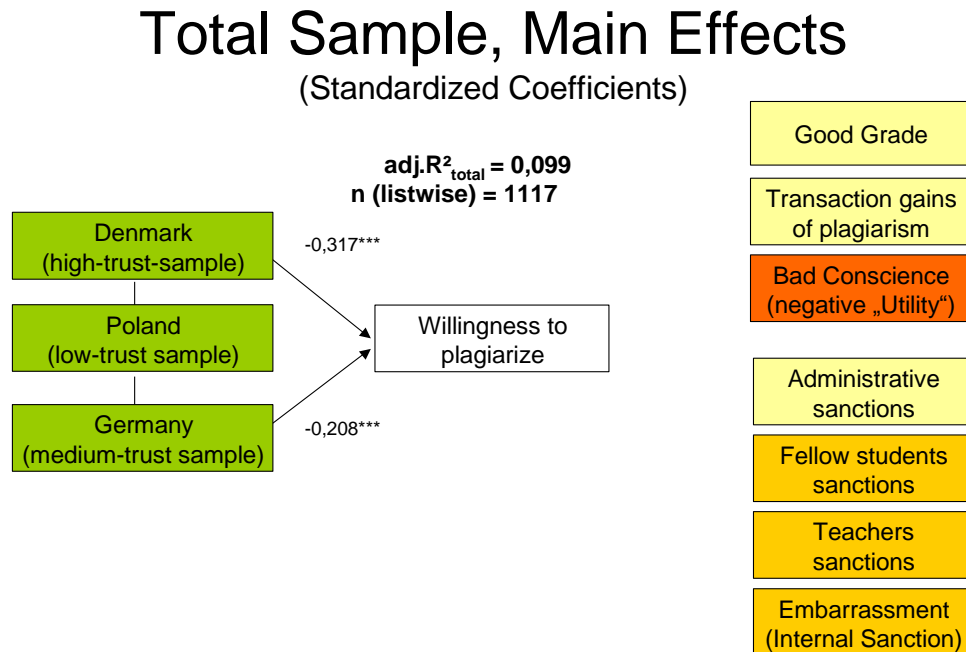 Total Sample, Main Effects
(Standardized Coefficients)
adj.R²total = 0,099
n (listwise) = 1117
Denmark
(high-trust-sample)
-0,317***
Poland
(low-trust sample)
Willingness to
plagiarize
Germany
(medium-trust sample)
-0,208***
Good Grade
Transaction gains
of plagiarism
Bad Conscience
(negative „Utility“)
Administrative
sanctions
Fellow students
sanctions
Teachers
sanctions
Embarrassment
(Internal Sanction)